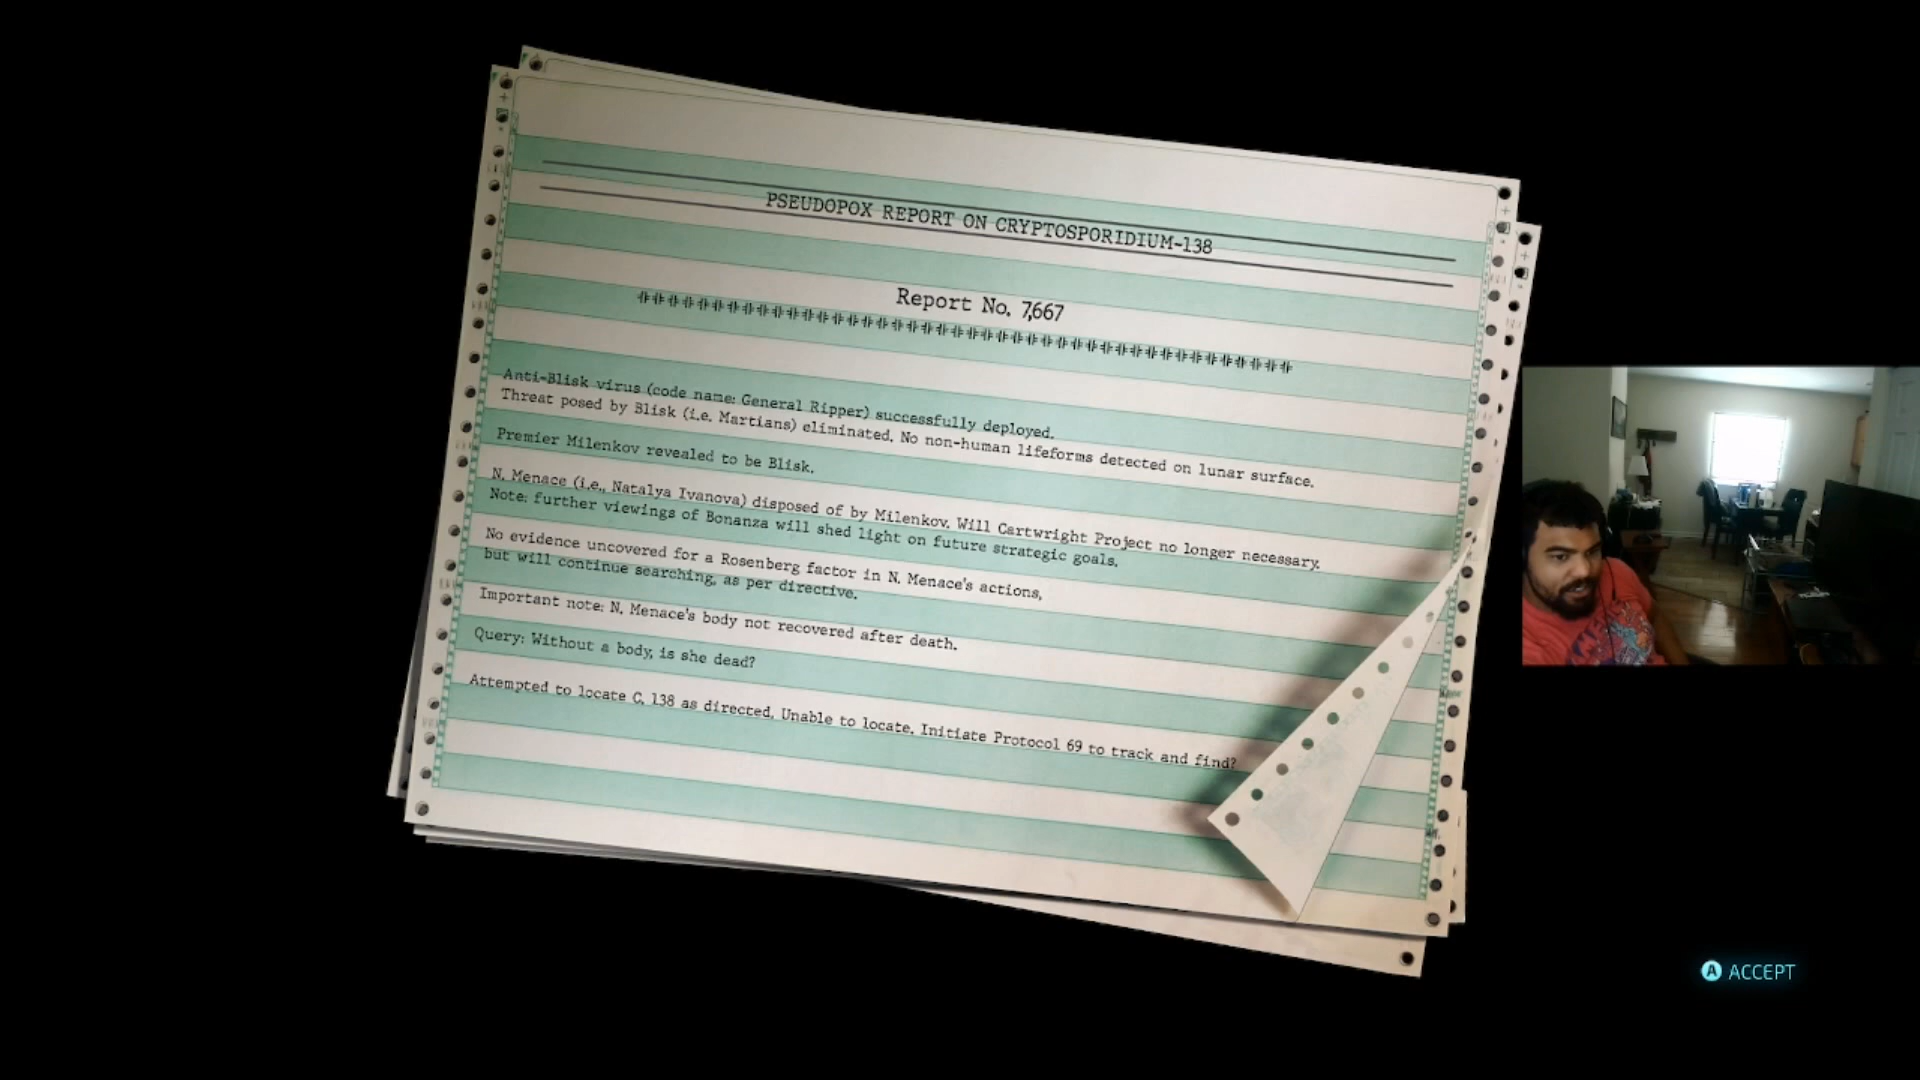 PSEUDOPOX REPORT ON CRYPTOSPORIDIUM-138
Report No. 7,667
╫╫╫╫╫╫╫╫╫╫╫╫╫╫╫╫╫╫╫╫╫╫╫╫╫╫╫╫╫╫╫╫╫╫╫╫╫╫╫╫╫╫╫╫
Anti-Blisk virus (code name: General Ripper) successfully deployed.
Threat posed by Blisk (i.e. Martians) eliminated. No non-human lifeforms detected on lunar surface.
Premier Milenkov revealed to be Blisk.
N. Menace (i.e., Natalya Ivanova) disposed of by Milenkov. Will Cartwright Project no longer necessary.
Note: further viewings of Bonanza will shed light on future strategic goals.
No evidence uncovered for a Rosenberg factor in N. Menace's actions,
but will continue searching, as per directive.
Important note: N. Menace's body not recovered after death.
Query: Without a body, is she dead?
Attempted to locate C. 138 as directed. Unable to locate. Initiate Protocol 69 to track and find?
A ACCEPT